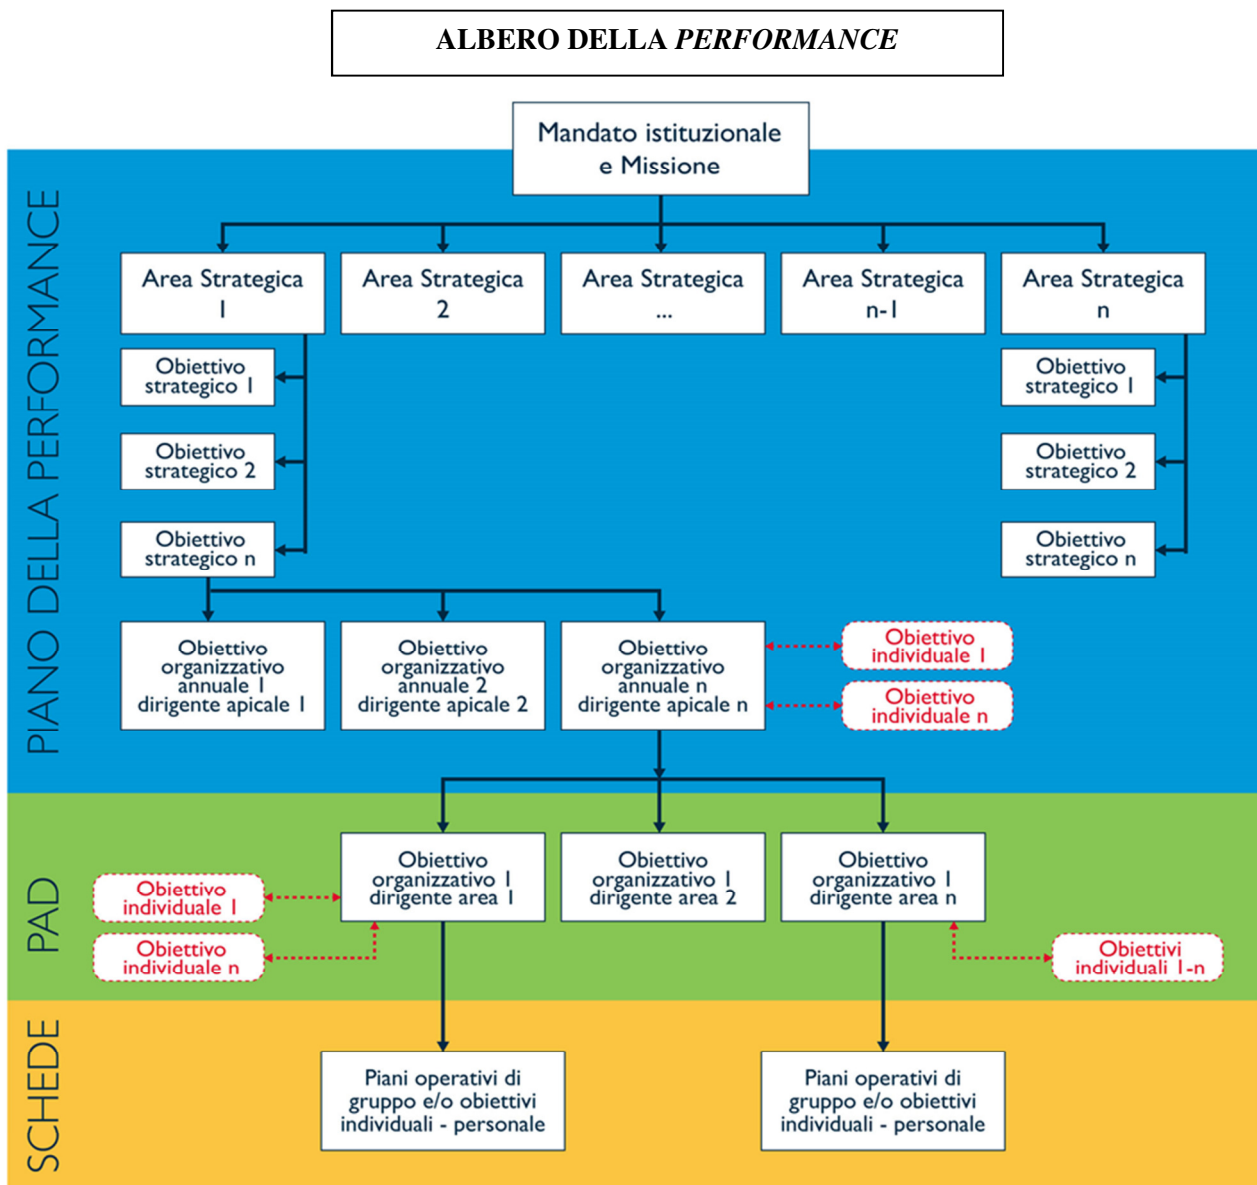 ALBERO DELLA PERFORMANCE
Mandato istituzionale
e Missione
PIANO DELLA PERFORMANCE
Area Strategica
1
Area Strategica
2
Area Strategica
...
Area Strategica
n-1
Area Strategica
n
Obiettivo
strategico 1
Obiettivo
strategico 2
Obiettivo
strategico n
Obiettivo
strategico 1
Obiettivo
strategico 2
Obiettivo
strategico n
Obiettivo
organizzativo
annuale 1
dirigente apicale 1
Obiettivo
organizzativo
annuale 2
dirigente apicale 2
Obiettivo
organizzativo
annuale n
dirigente apicale n
Obiettivo
individuale 1
Obiettivo
individuale n
PAD
Obiettivo
individuale 1
Obiettivo
individuale n
Obiettivo
organizzativo 1
dirigente area 1
Obiettivo
organizzativo 1
dirigente area 2
Obiettivo
organizzativo 1
dirigente area n
Obiettivi
individuali 1-n
SCHEDE
Piani operativi di
gruppo e/o obiettivi
individuali - personale
Piani operativi di
gruppo e/o obiettivi
individuali - personale